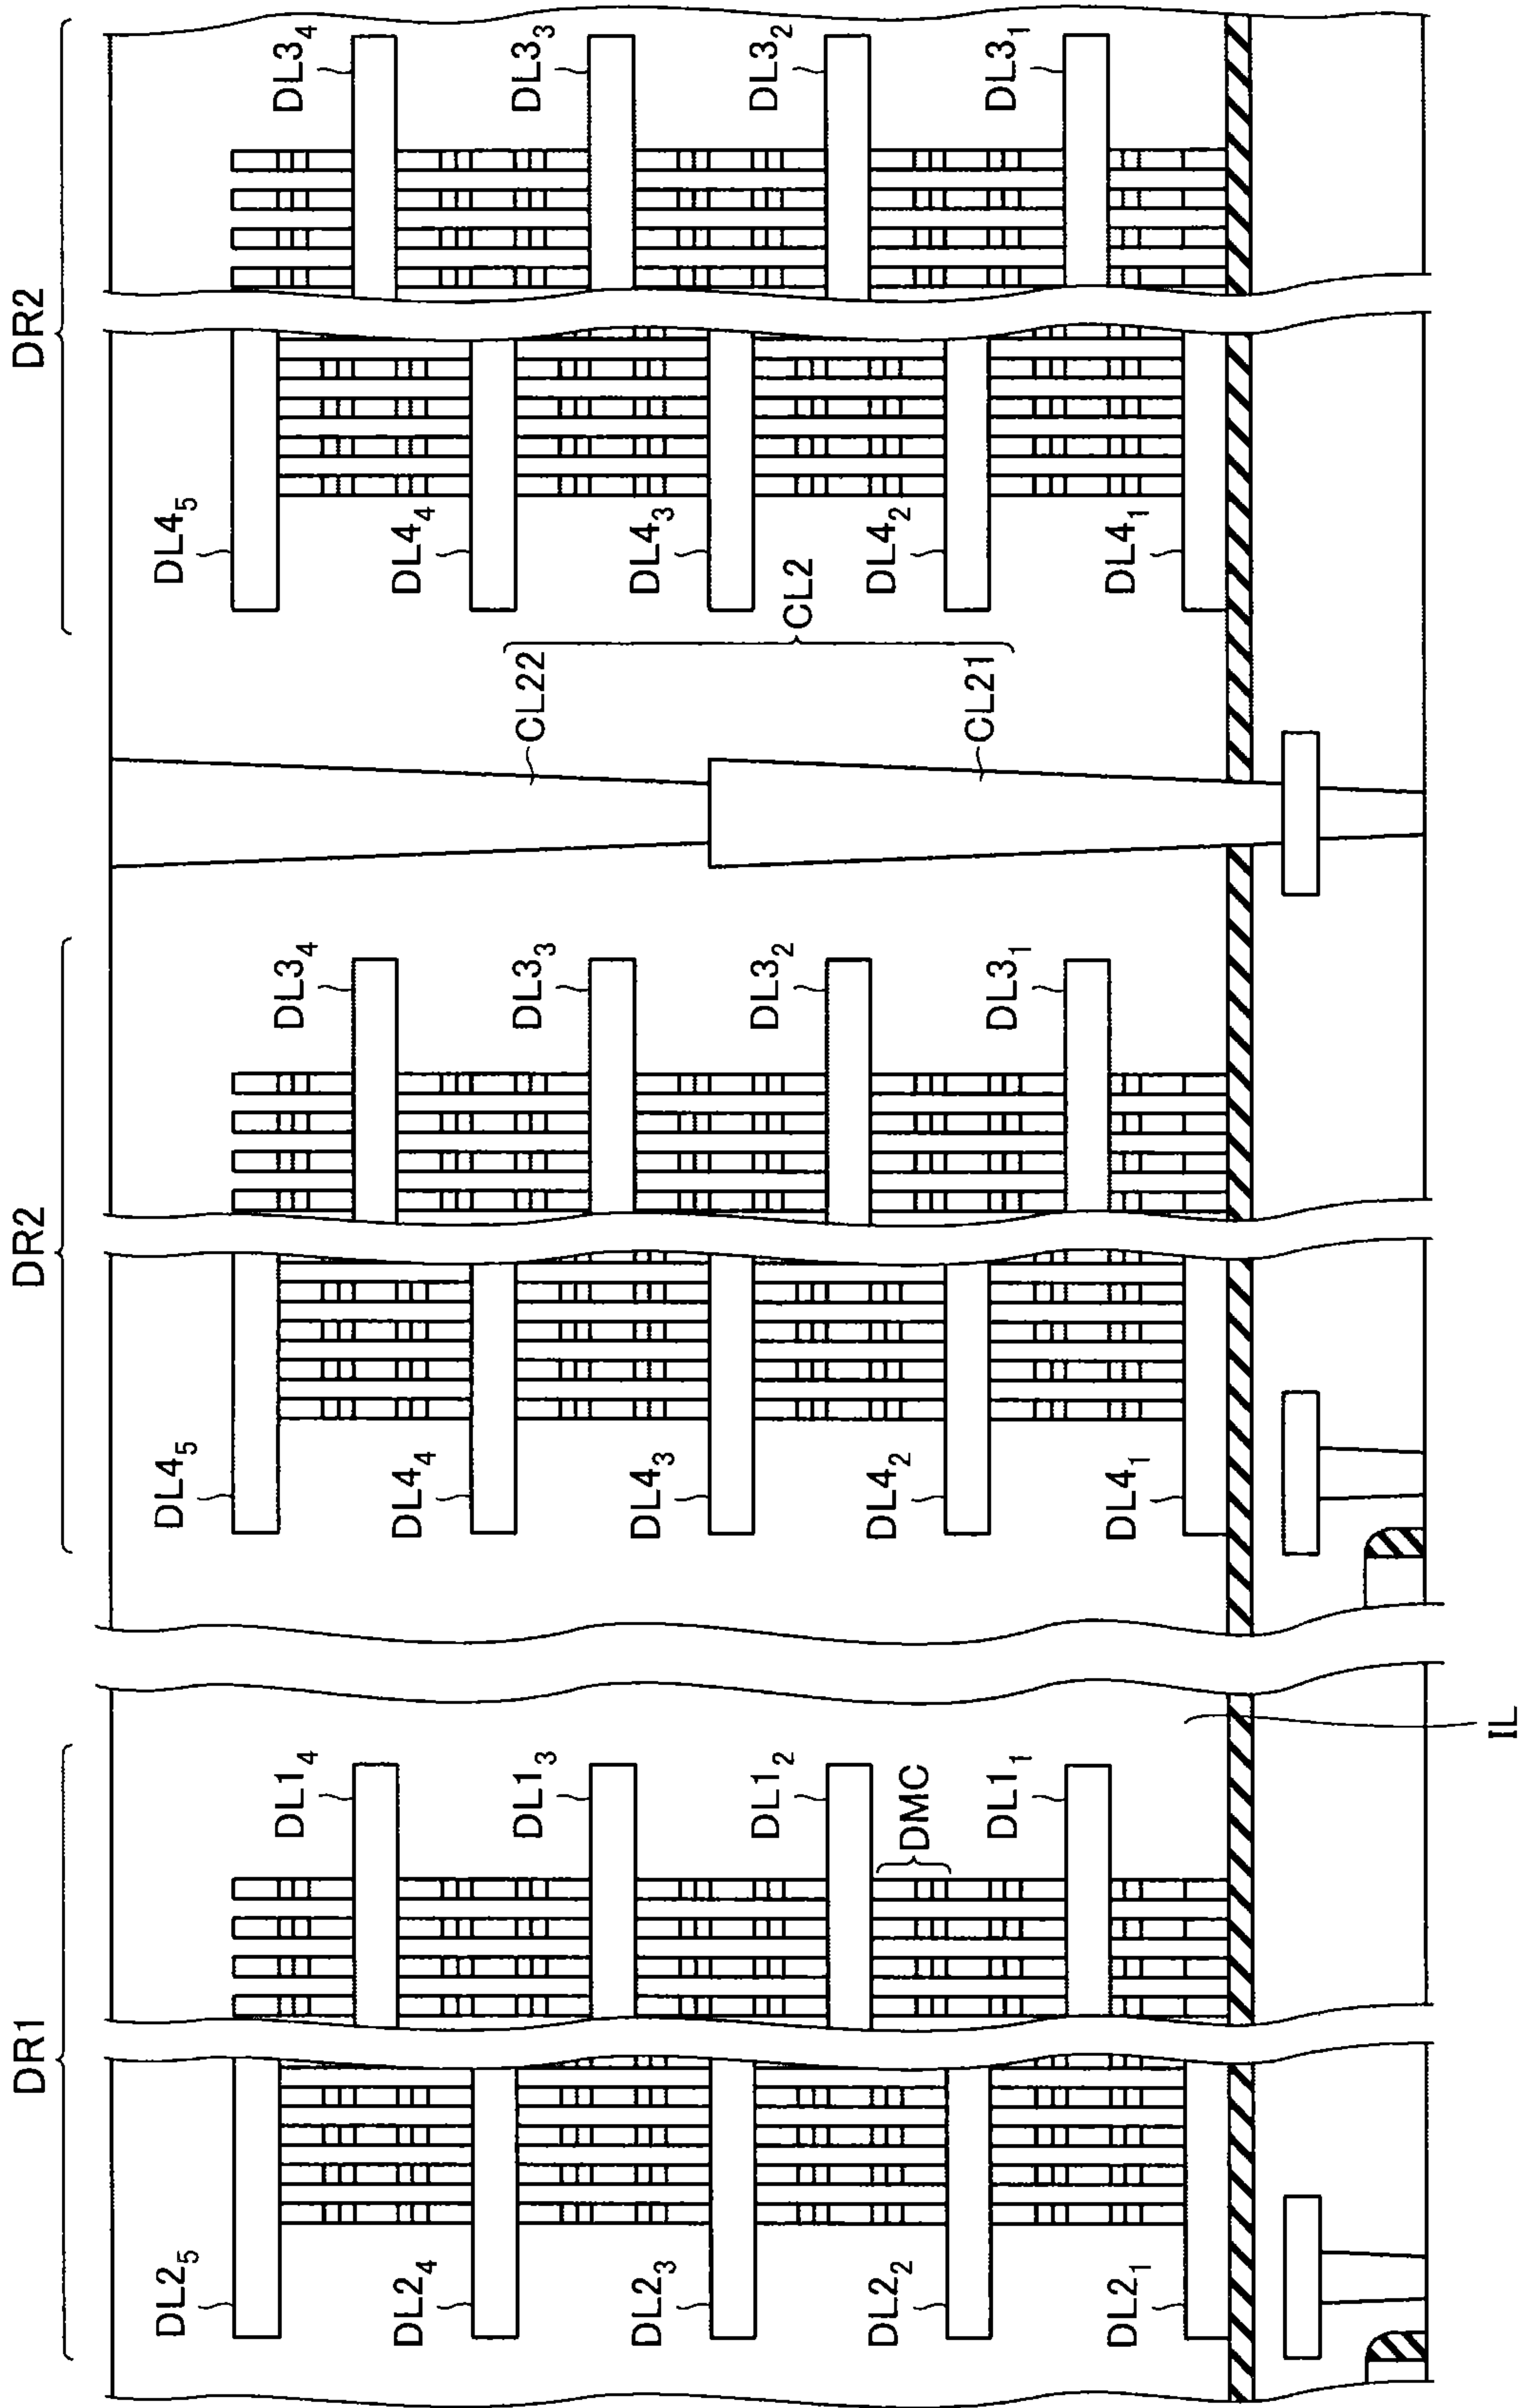 DR1
DR2
DR2
DL2₅
DL2₄
DL2₃
DL2₂
DL2₁
DL1₄
DL1₃
DL1₂
DMC
DL1₁
IL
DL4₅
DL4₄
DL4₃
DL4₂
DL4₁
DL3₄
DL3₃
DL3₂
DL3₁
CL22
CL21
CL2
DL4₅
DL4₄
DL4₃
DL4₂
DL4₁
DL3₄
DL3₃
DL3₂
DL3₁